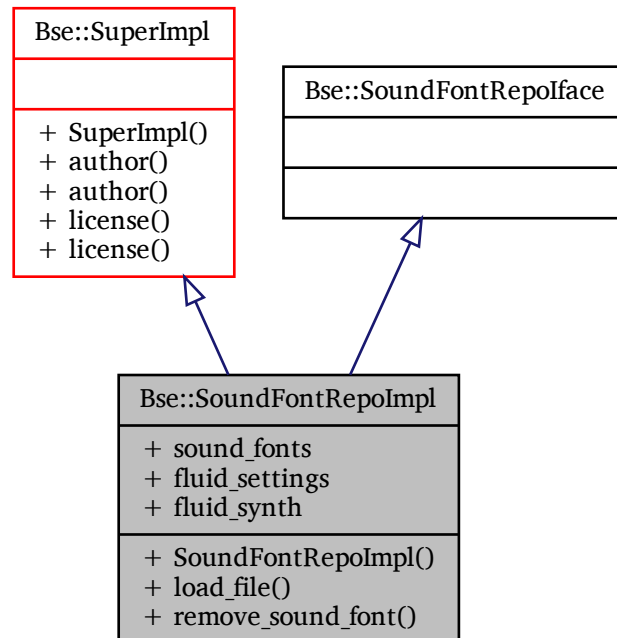 Bse::SuperImpl
+ SuperImpl()
+ author()
+ author()
+ license()
+ license()
Bse::SoundFontRepoIface
Bse::SoundFontRepoImpl
+ sound_fonts
+ fluid_settings
+ fluid_synth
+ SoundFontRepoImpl()
+ load_file()
+ remove_sound_font()